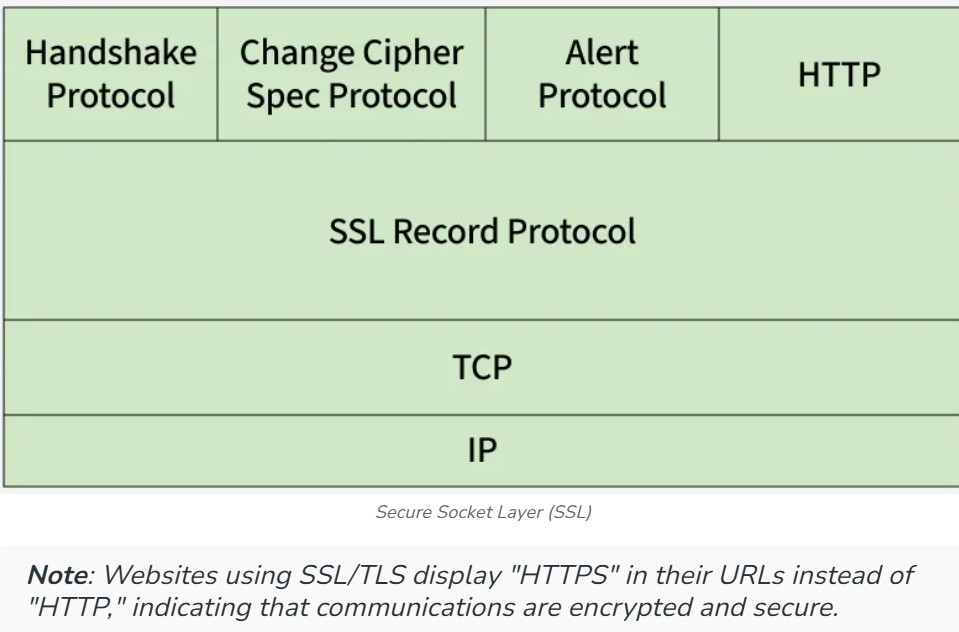 Handshake
Protocol
Change Cipher
Spec Protocol
Alert
Protocol
HTTP
SSL Record Protocol
TCP
IP
Secure Socket Layer (SSL)
Note: Websites using SSL/TLS display "HTTPS" in their URLs instead of
"HTTP," indicating that communications are encrypted and secure.